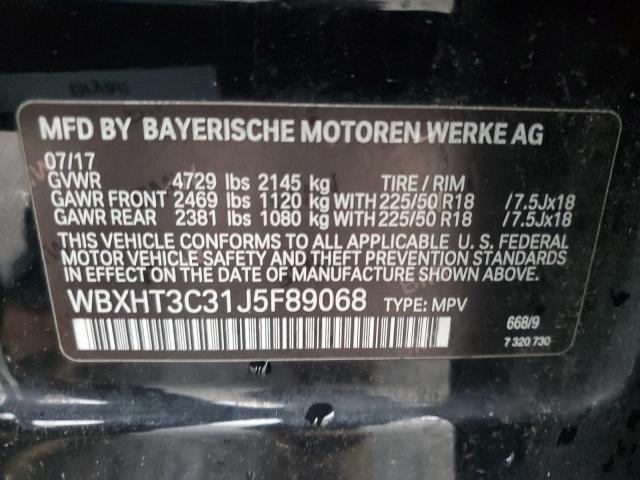 MFD BY BAYERISCHE MOTOREN WERKE AG
07/17
GVWR 4729 lbs 2145 kg TIRE / RIM
GAWR FRONT 2469 lbs 1120 kg WITH 225/50 R18 /7.5Jx18
GAWR REAR 2381 lbs 1080 kg WITH 225/50 R18 /7.5Jx18
THIS VEHICLE CONFORMS TO ALL APPLICABLE U. S. FEDERAL
MOTOR VEHICLE SAFETY AND THEFT PREVENTION STANDARDS
IN EFFECT ON THE DATE OF MANUFACTURE SHOWN ABOVE.
WBXHT3C31J5F89068 TYPE: MPV
668/9
7 320 730